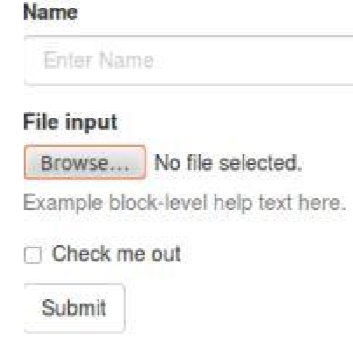 Name
Enter Name
File input
Browse... No file selected.
Example block-level help text here.
Check me out
Submit